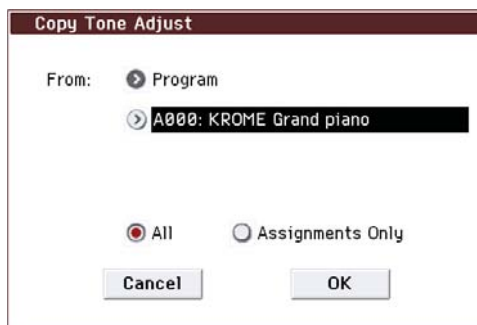 Copy Tone Adjust
From: Program
A000: KROME Grand piano
All Assignments Only
Cancel OK